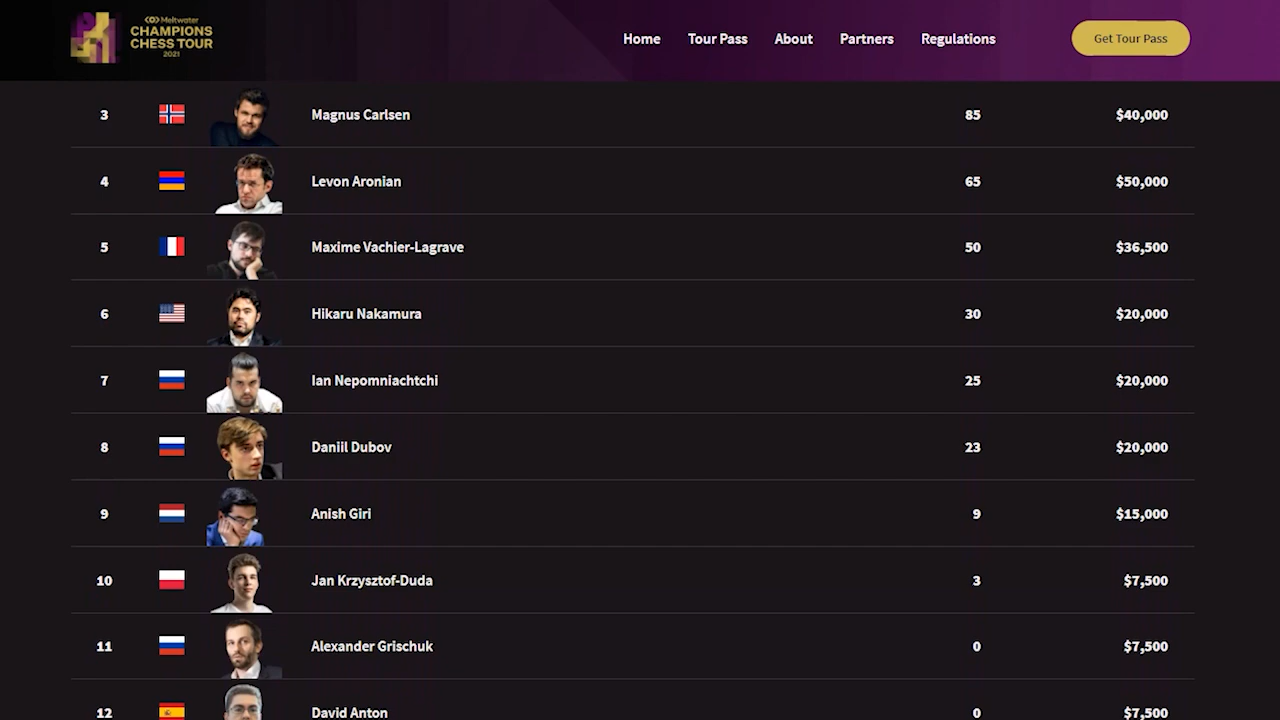 Meltwater
CHAMPIONS
CHESS TOUR
2021
Home Tour Pass About Partners Regulations Get Tour Pass
3 Magnus Carlsen 85 $40,000
4 Levon Aronian 65 $50,000
5 Maxime Vachier-Lagrave 50 $36,500
6 Hikaru Nakamura 30 $20,000
7 Ian Nepomniachtchi 25 $20,000
8 Daniil Dubov 23 $20,000
9 Anish Giri 9 $15,000
10 Jan Krzysztof-Duda 3 $7,500
11 Alexander Grischuk 0 $7,500
12 David Anton 0 $7,500